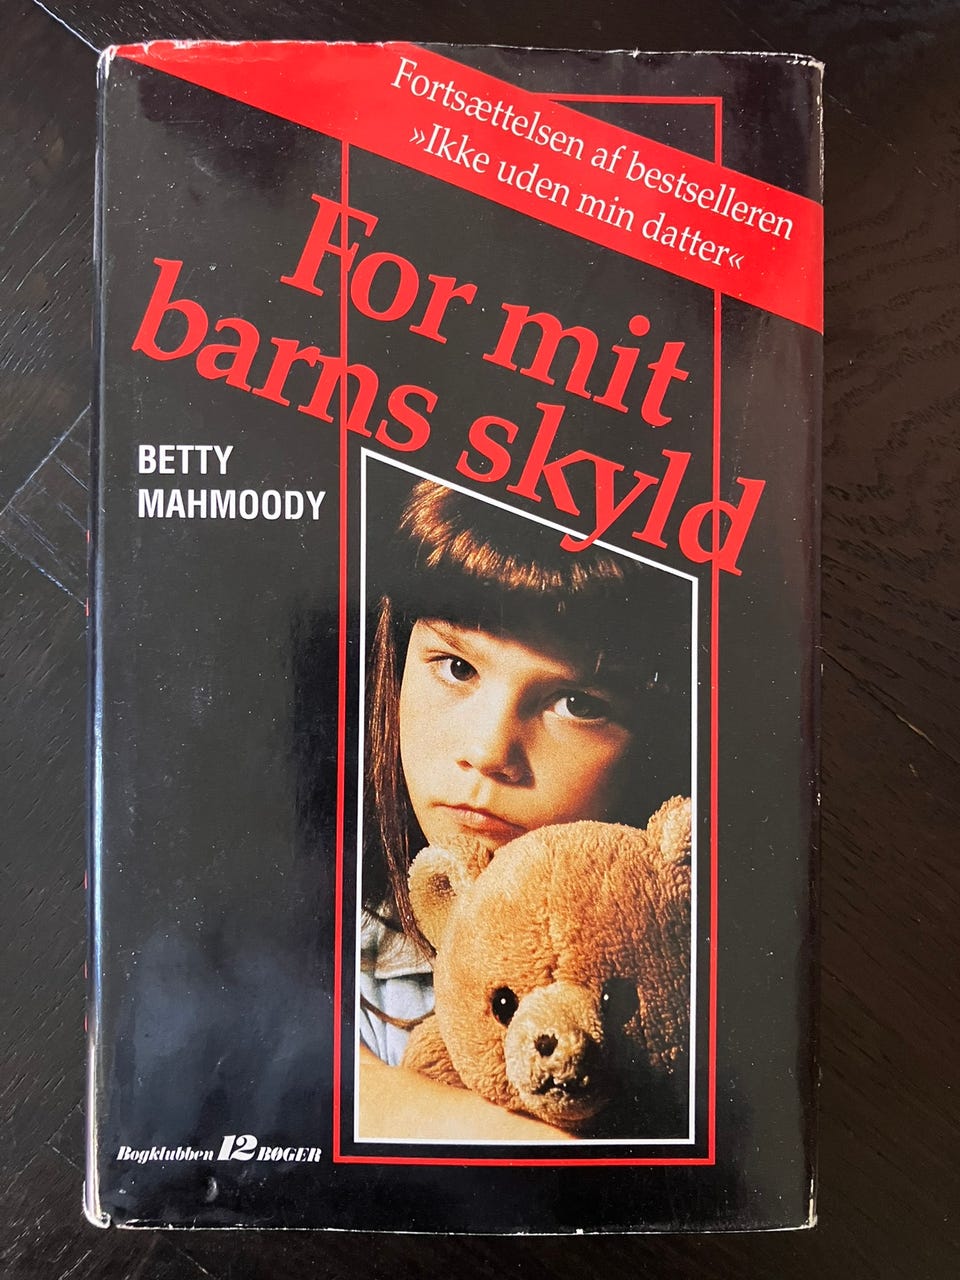 Fortsættelsen af bestselleren
»Ikke uden min datter«
For mit
barns skyld
BETTY
MAHMOODY
Bogklubben 12 BØGER